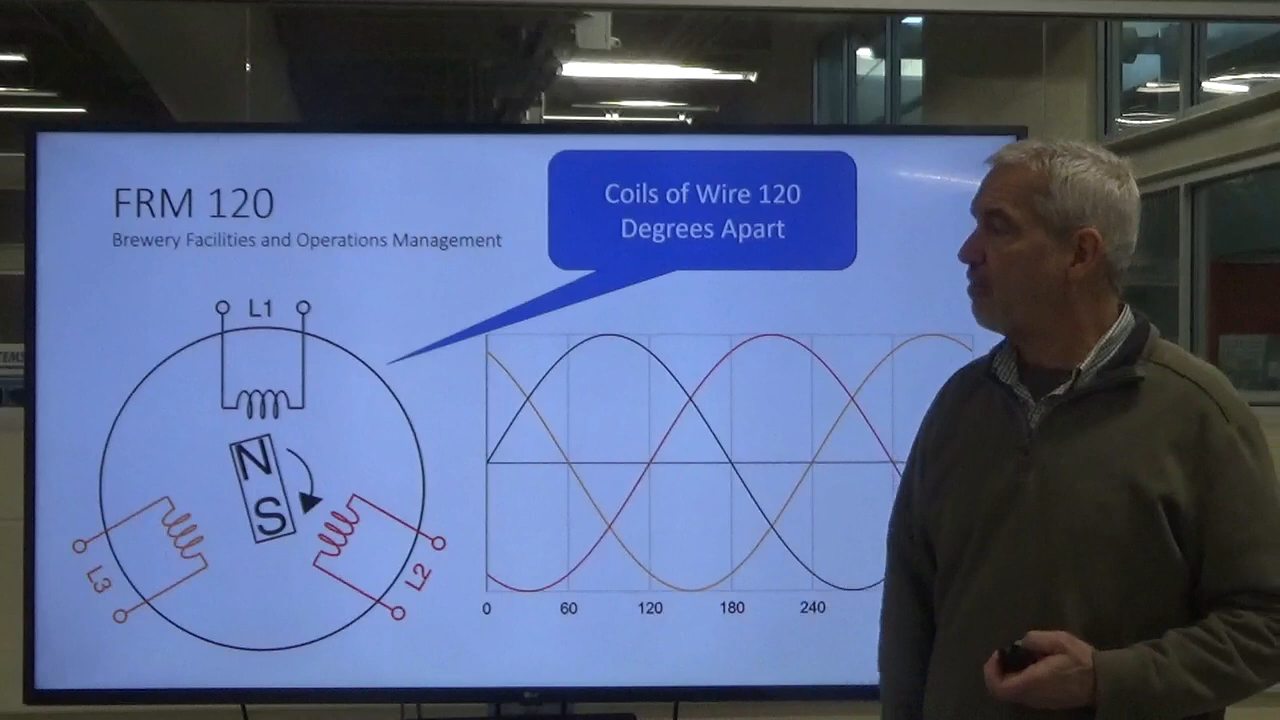 FRM 120
Brewery Facilities and Operations Management
Coils of Wire 120
Degrees Apart
L1
N
S
L3
L2
0 60 120 180 240